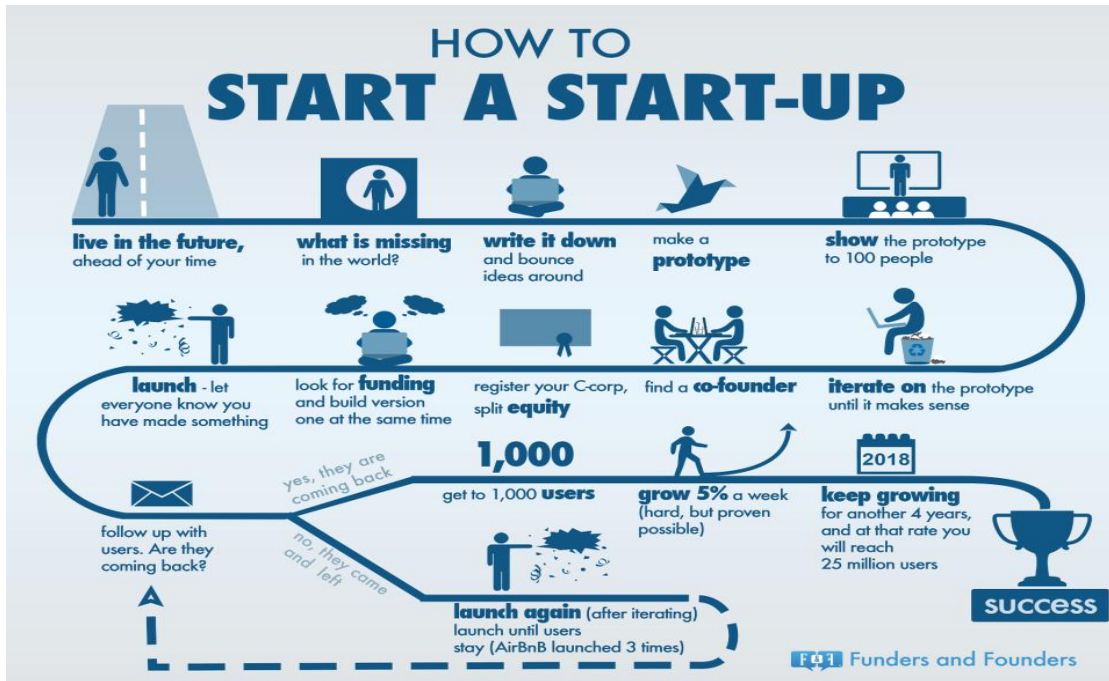 HOW TO
START A START-UP
live in the future,
ahead of your time
what is missing
in the world?
write it down
and bounce
ideas around
make a
prototype
show the prototype
to 100 people
iterate on the prototype
until it makes sense
find a co-founder
register your C-corp,
split equity
look for funding
and build version
one at the same time
launch - let
everyone know you
have made something
follow up with
users. Are they
coming back?
yes, they are
coming back
no, they came
and left
1,000
get to 1,000 users
grow 5% a week
(hard, but proven
possible)
2018
keep growing
for another 4 years,
and at that rate you
will reach
25 million users
success
launch again (after iterating)
launch until users
stay (AirBnB launched 3 times)
F&F Funders and Founders